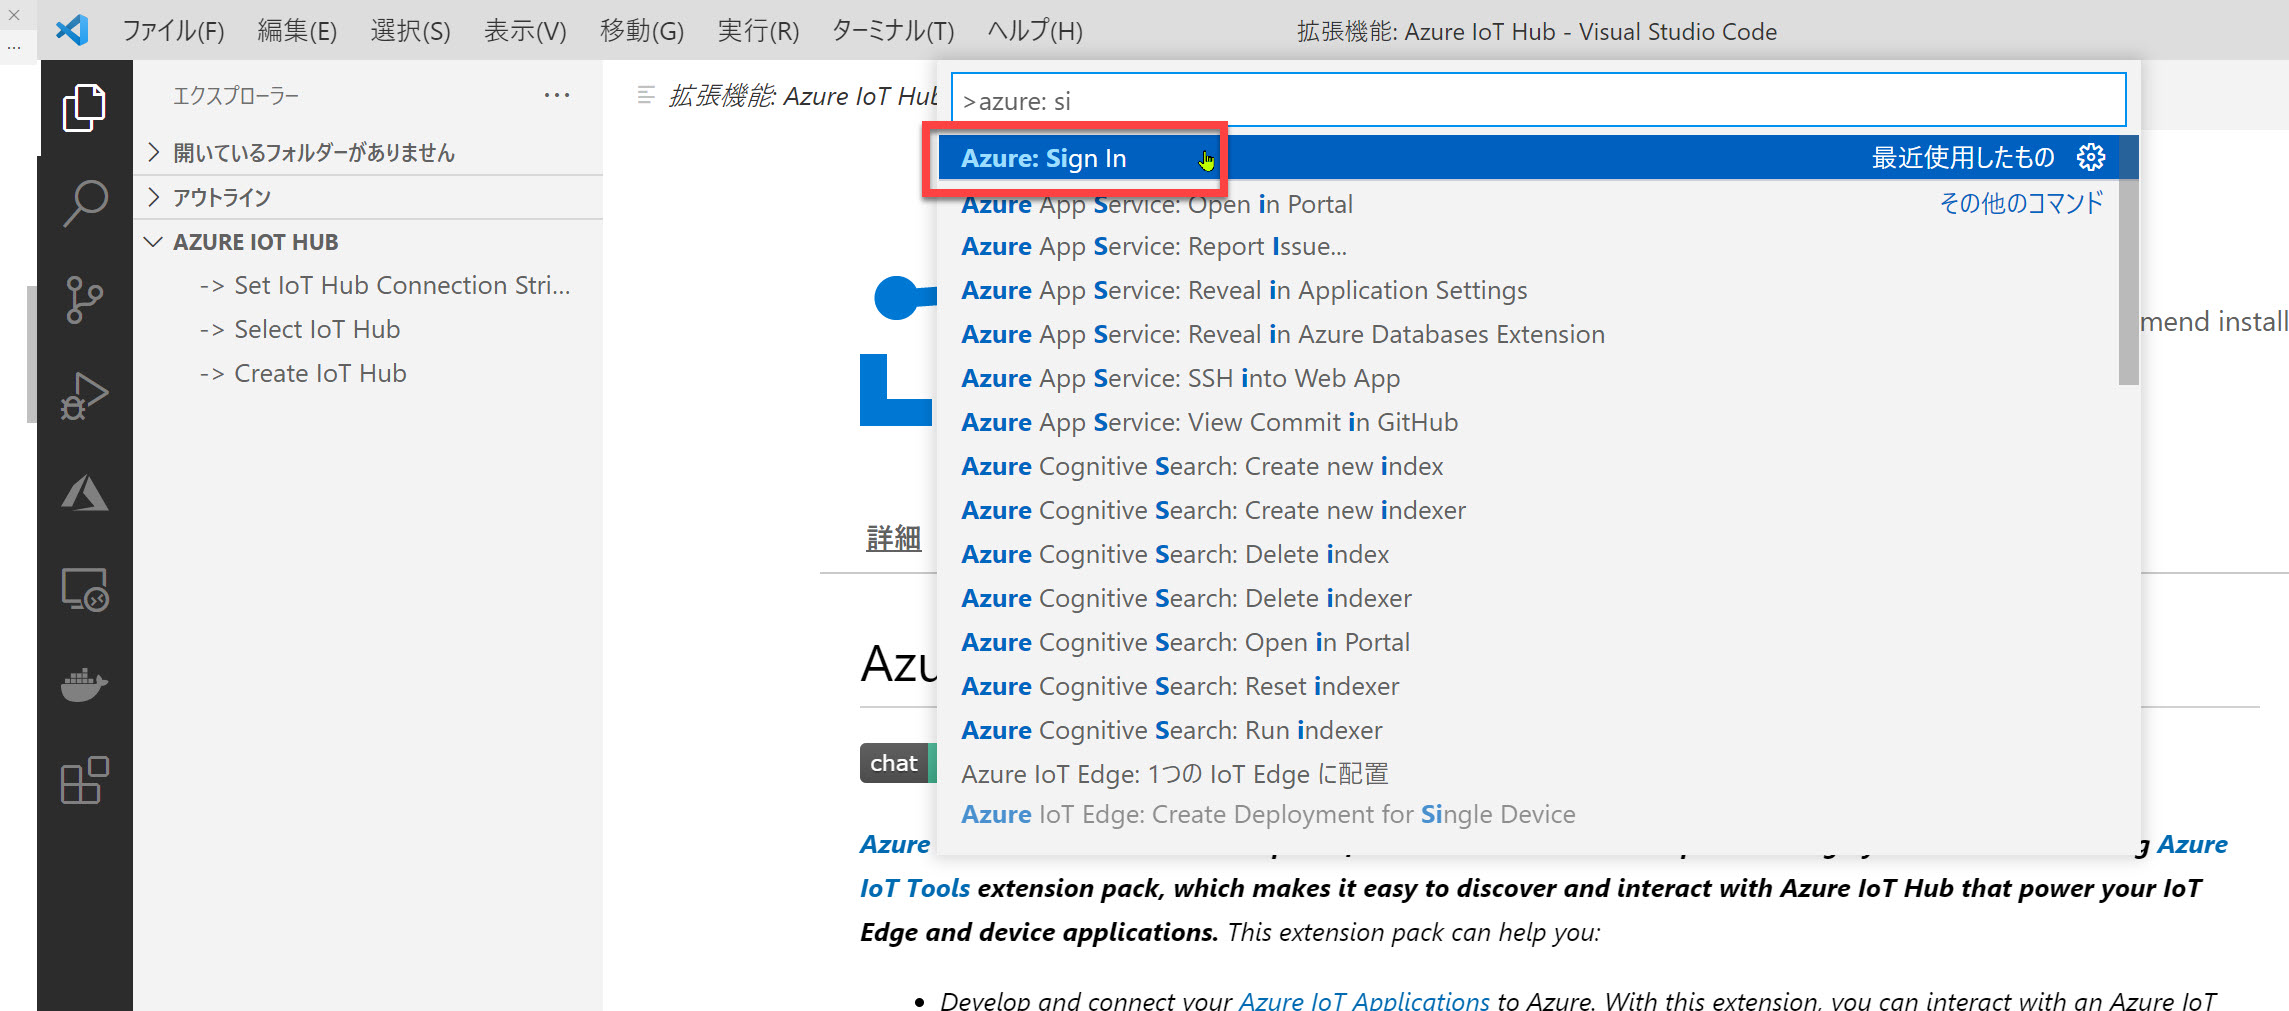 ファイル(F) 編集(E) 選択(S) 表示(V) 移動(G) 実行(R) ターミナル(T) ヘルプ(H) 拡張機能: Azure IoT Hub - Visual Studio Code
エクスプローラー
開いているフォルダーがありません
アウトライン
AZURE IOT HUB
-> Set IoT Hub Connection Stri...
-> Select IoT Hub
-> Create IoT Hub
拡張機能: Azure IoT Hub
>azure: si
Azure: Sign In 最近使用したもの
Azure App Service: Open in Portal その他のコマンド
Azure App Service: Report Issue...
Azure App Service: Reveal in Application Settings
Azure App Service: Reveal in Azure Databases Extension
Azure App Service: SSH into Web App
Azure App Service: View Commit in GitHub
Azure Cognitive Search: Create new index
Azure Cognitive Search: Create new indexer
Azure Cognitive Search: Delete index
Azure Cognitive Search: Delete indexer
Azure Cognitive Search: Open in Portal
Azure Cognitive Search: Reset indexer
Azure Cognitive Search: Run indexer
Azure IoT Edge: 1つの IoT Edge に配置
Azure IoT Edge: Create Deployment for Single Device
mend install
詳細
Azu
chat
Azure g Azure
IoT Tools extension pack, which makes it easy to discover and interact with Azure IoT Hub that power your IoT
Edge and device applications. This extension pack can help you:
• Develop and connect your Azure IoT Applications to Azure. With this extension, you can interact with an Azure IoT